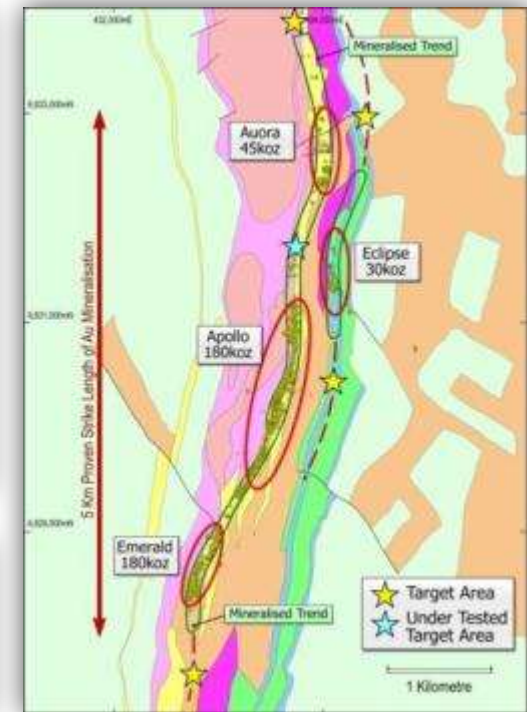 Mineralised Trend
Auora
45koz
Eclipse
30koz
Apollo
180koz
5 Km Proven Strike Length of Au Mineralisation
Emerald
180koz
Mineralised Trend
Target Area
Under Tested
Target Area
1 Kilometre